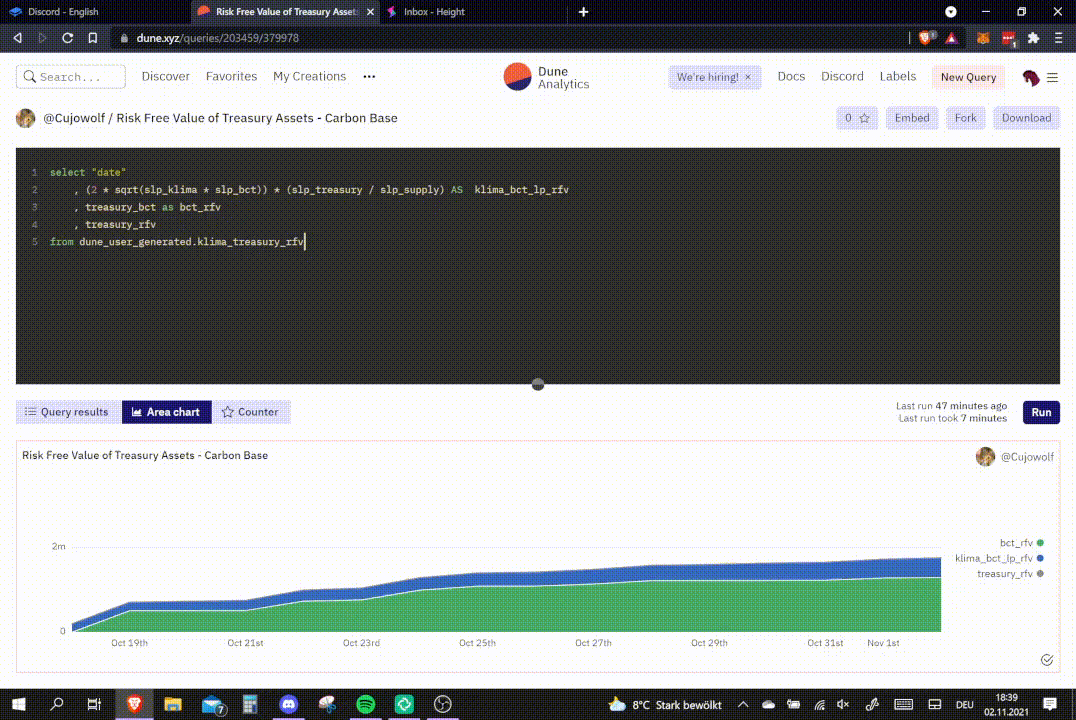 Discord - English
Risk Free Value of Treasury Assets
Inbox - Height
dune.xyz/queries/203459/379978
1
1
Search...
Discover
Favorites
My Creations
Dune
Analytics
We're hiring! ×
Docs
Discord
Labels
New Query
@Cujowolf / Risk Free Value of Treasury Assets - Carbon Base
0
Embed
Fork
Download
1 select "date"
2 , (2 * sqrt(slp_klima * slp_bct)) * (slp_treasury / slp_supply) AS klima_bct_lp_rfv
3 , treasury_bct as bct_rfv
4 , treasury_rfv
5 from dune_user_generated.klima_treasury_rfv
Query results
Area chart
Counter
Last run 47 minutes ago
Last run took 7 minutes
Run
Risk Free Value of Treasury Assets - Carbon Base
@Cujowolf
2m
0
bct_rfv
klima_bct_lp_rfv
treasury_rfv
Oct 19th
Oct 21st
Oct 23rd
Oct 25th
Oct 27th
Oct 29th
Oct 31st
Nov 1st
7
8°C Stark bewölkt
DEU
18:39
02.11.2021